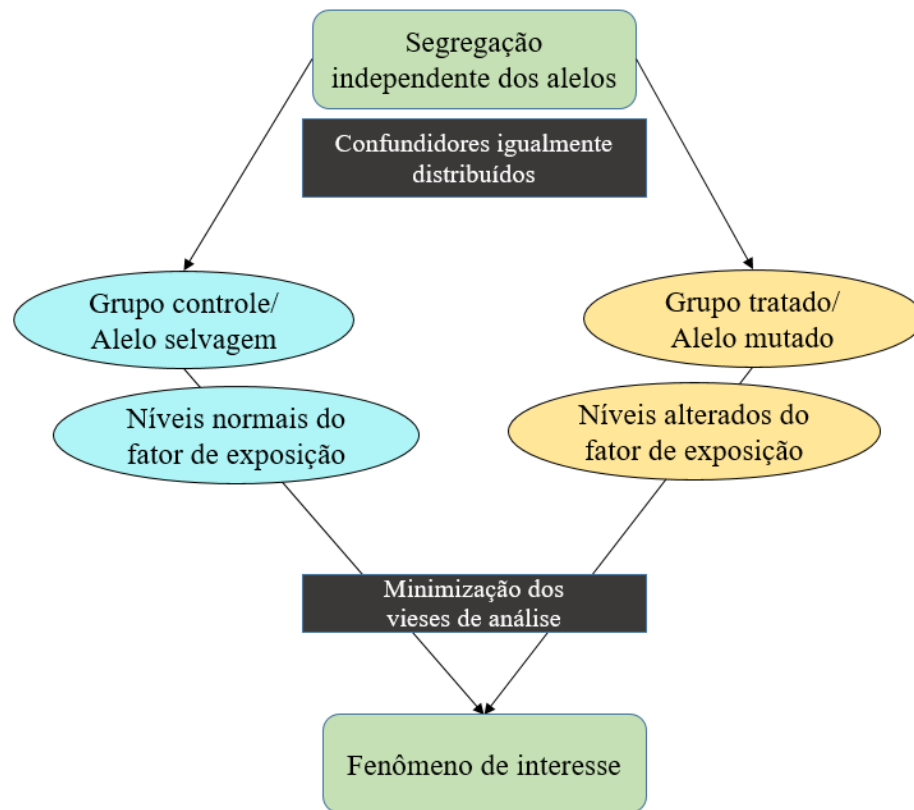 Segregação
independente dos alelos
Confundidores igualmente
distribuídos
Grupo controle/
Alelo selvagem
Grupo tratado/
Alelo mutado
Níveis normais do
fator de exposição
Níveis alterados do
fator de exposição
Minimização dos
vieses de análise
Fenômeno de interesse